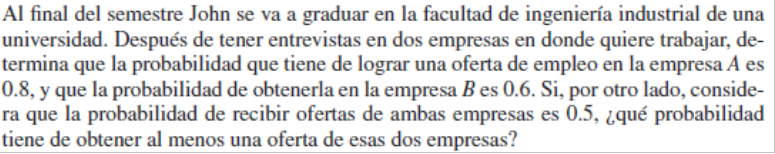 Al final del semestre John se va a graduar en la facultad de ingeniería industrial de una
universidad. Después de tener entrevistas en dos empresas en donde quiere trabajar, de-
termina que la probabilidad que tiene de lograr una oferta de empleo en la empresa A es
0.8, y que la probabilidad de obtenerla en la empresa B es 0.6. Si, por otro lado, conside-
ra que la probabilidad de recibir ofertas de ambas empresas es 0.5, ¿qué probabilidad
tiene de obtener al menos una oferta de esas dos empresas?